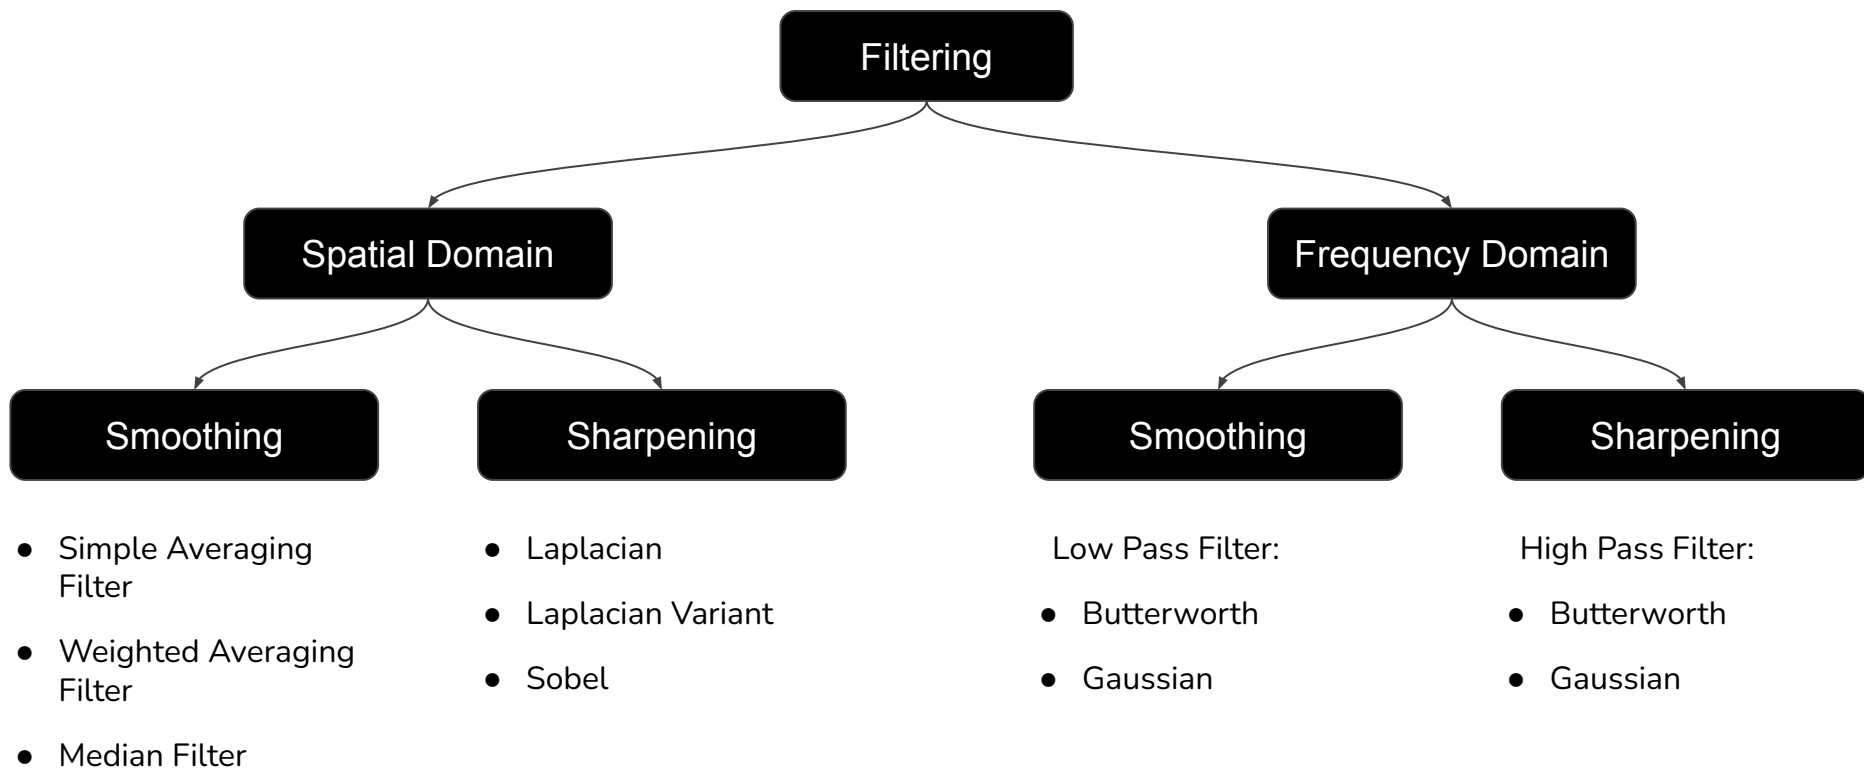 Filtering
Spatial Domain
Frequency Domain
Smoothing
Sharpening
Smoothing
Sharpening
● Simple Averaging
Filter
● Weighted Averaging
Filter
● Median Filter
● Laplacian
● Laplacian Variant
● Sobel
Low Pass Filter:
● Butterworth
● Gaussian
High Pass Filter:
● Butterworth
● Gaussian